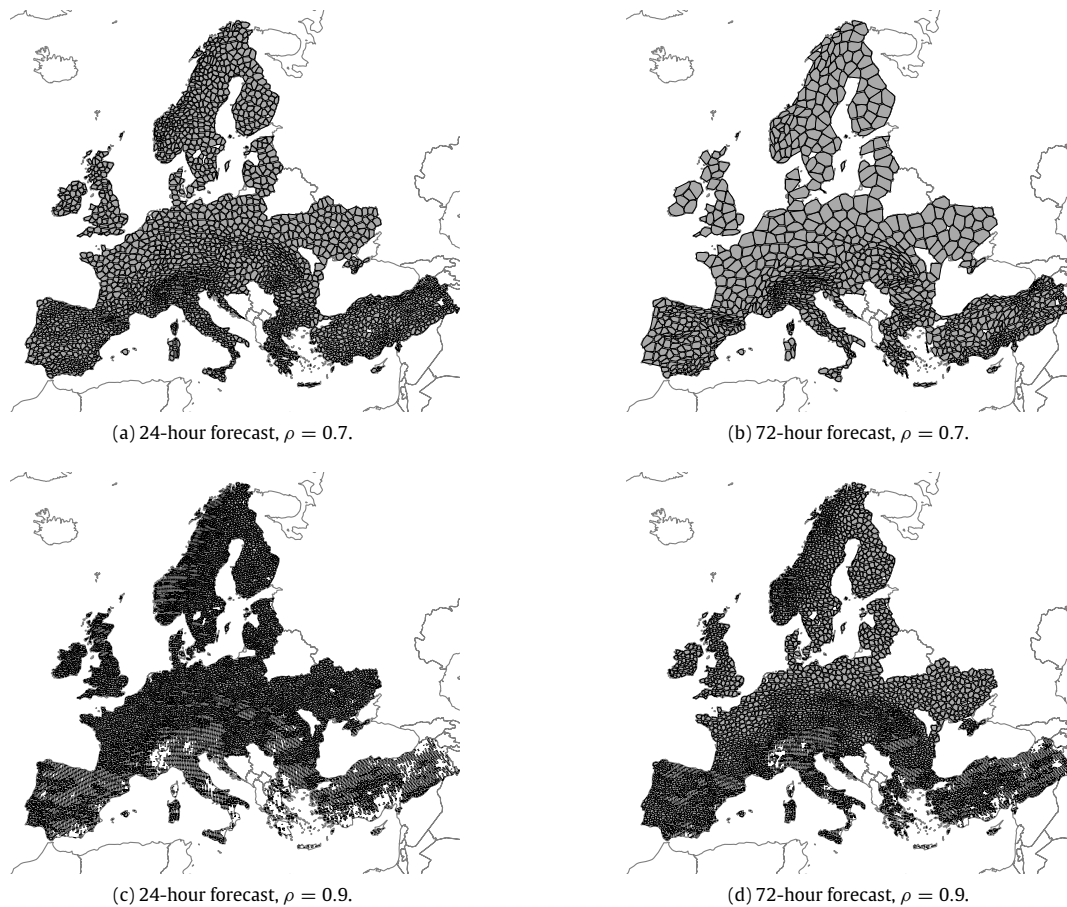 (a) 24-hour forecast, ρ = 0.7.
(b) 72-hour forecast, ρ = 0.7.
(c) 24-hour forecast, ρ = 0.9.
(d) 72-hour forecast, ρ = 0.9.